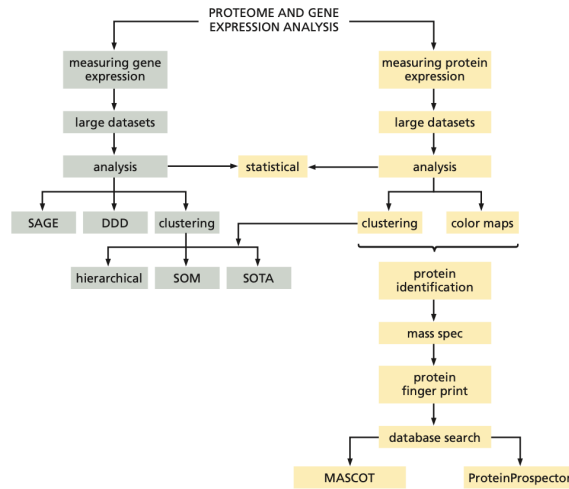 PROTEOME AND GENE
EXPRESSION ANALYSIS
measuring gene
expression
measuring protein
expression
large datasets
large datasets
analysis
statistical
analysis
SAGE
DDD
clustering
clustering
color maps
hierarchical
SOM
SOTA
protein
identification
mass spec
protein
finger print
database search
MASCOT
ProteinProspector